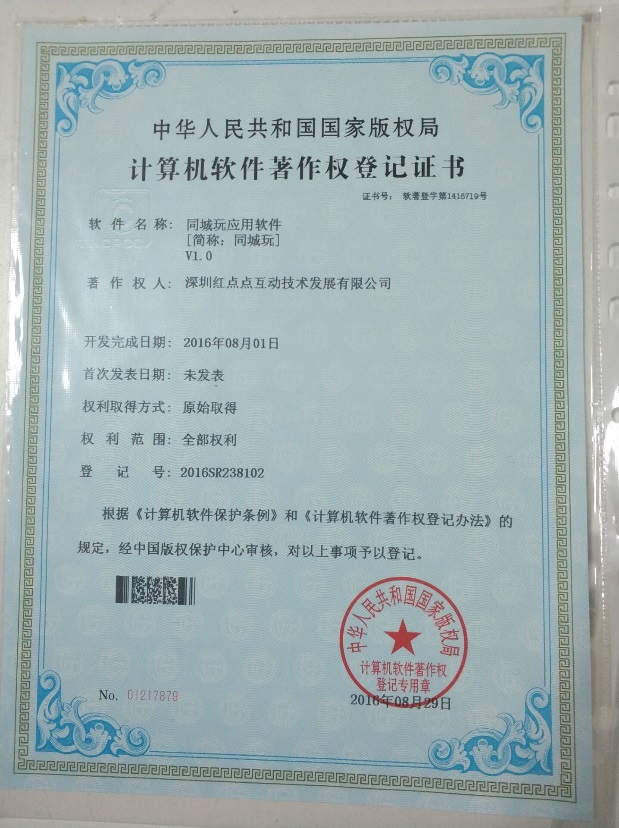 中华人民共和国国家版权局
计算机软件著作权登记证书
证书号： 软著登字第1416719号
软件名称： 同城玩应用软件
[简称：同城玩]
V1.0
著作权人： 深圳红点点互动技术发展有限公司
开发完成日期： 2016年08月01日
首次发表日期： 未发表
权利取得方式： 原始取得
权利范围： 全部权利
登记号： 2016SR238102
根据《计算机软件保护条例》和《计算机软件著作权登记办法》的
规定，经中国版权保护中心审核，对以上事项予以登记。
中华人民共和国国家版权局
计算机软件著作权
登记专用章
No. 01217879
2016年08月29日